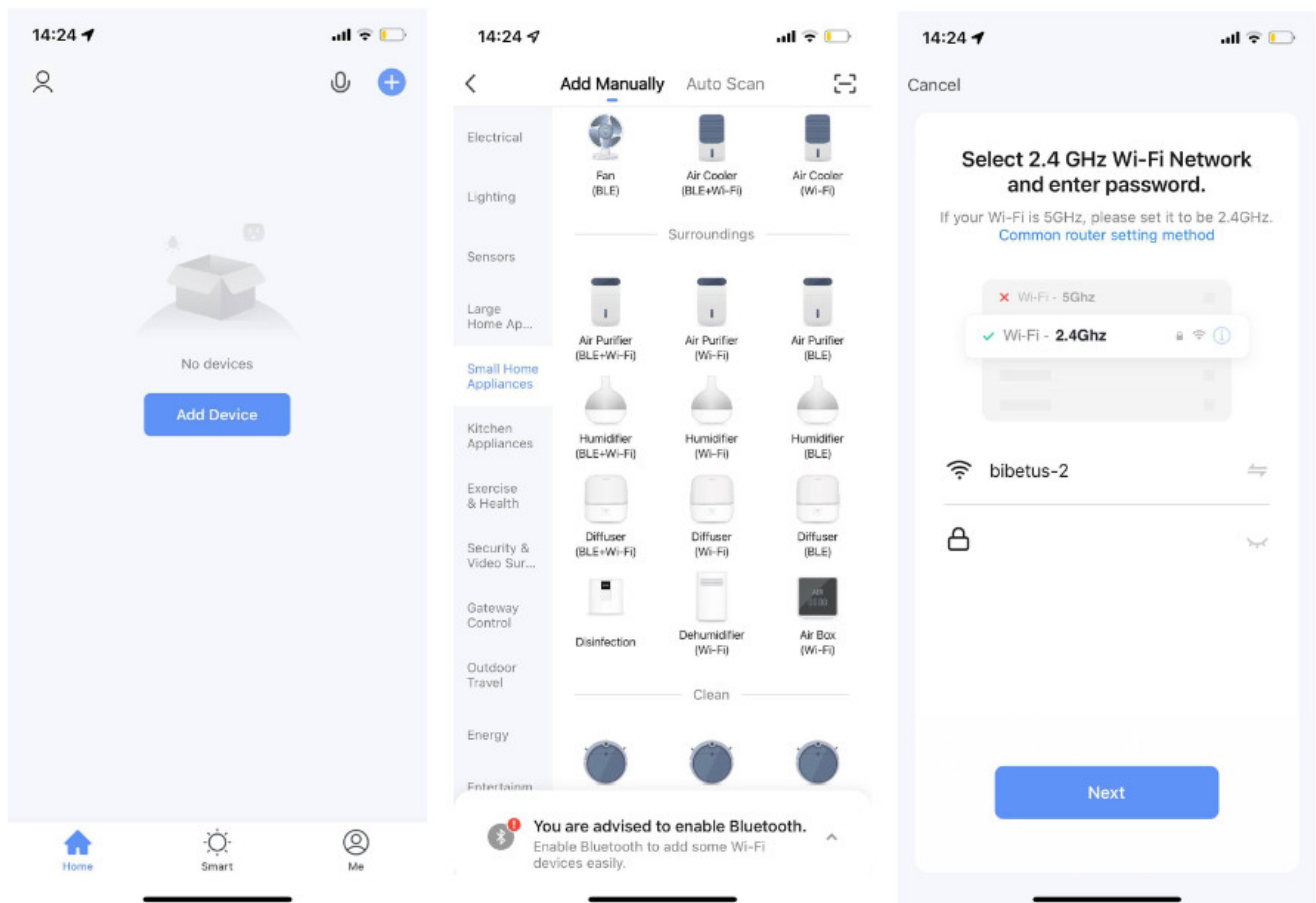 14:24
No devices
Add Device
Home
Smart
Me
14:24
Add Manually
Auto Scan
Electrical
Lighting
Sensors
Large
Home Ap...
Small Home
Appliances
Kitchen
Appliances
Exercise
& Health
Security &
Video Sur...
Gateway
Control
Outdoor
Travel
Energy
Entertainm
Fan
(BLE)
Air Cooler
(BLE+Wi-Fi)
Air Cooler
(Wi-Fi)
Surroundings
Air Purifier
(BLE+Wi-Fi)
Air Purifier
(Wi-Fi)
Air Purifier
(BLE)
Humidifier
(BLE+Wi-Fi)
Humidifier
(Wi-Fi)
Humidifier
(BLE)
Diffuser
(BLE+Wi-Fi)
Diffuser
(Wi-Fi)
Diffuser
(BLE)
Disinfection
Dehumidifier
(Wi-Fi)
Air Box
(Wi-Fi)
Clean
You are advised to enable Bluetooth.
Enable Bluetooth to add some Wi-Fi
devices easily.
14:24
Cancel
Select 2.4 GHz Wi-Fi Network
and enter password.
If your Wi-Fi is 5GHz, please set it to be 2.4GHz.
Common router setting method
Wi-Fi - 5Ghz
Wi-Fi - 2.4Ghz
bibetus-2
Next